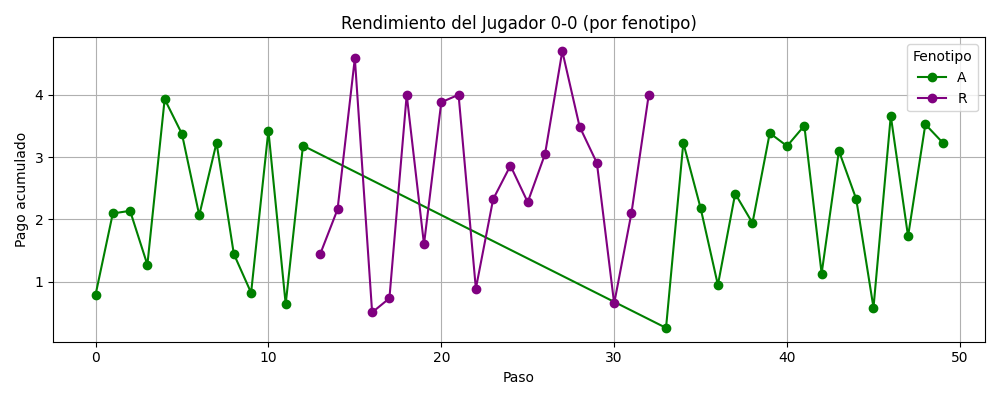 Rendimiento del Jugador 0-0 (por fenotipo)
Pago acumulado
4
3
2
1
0 10 20 30 40 50
Paso
Fenotipo
A
R